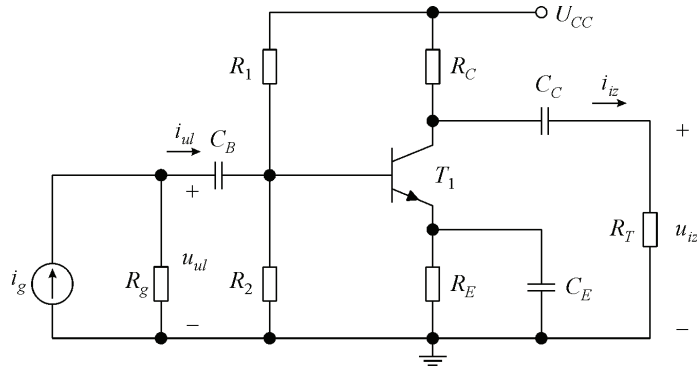 U_CC
R_1
R_C
C_C
i_iz
i_ul
C_B
+
+
T_1
i_g
R_g
u_ul
R_2
R_E
C_E
R_T
u_iz
−
−